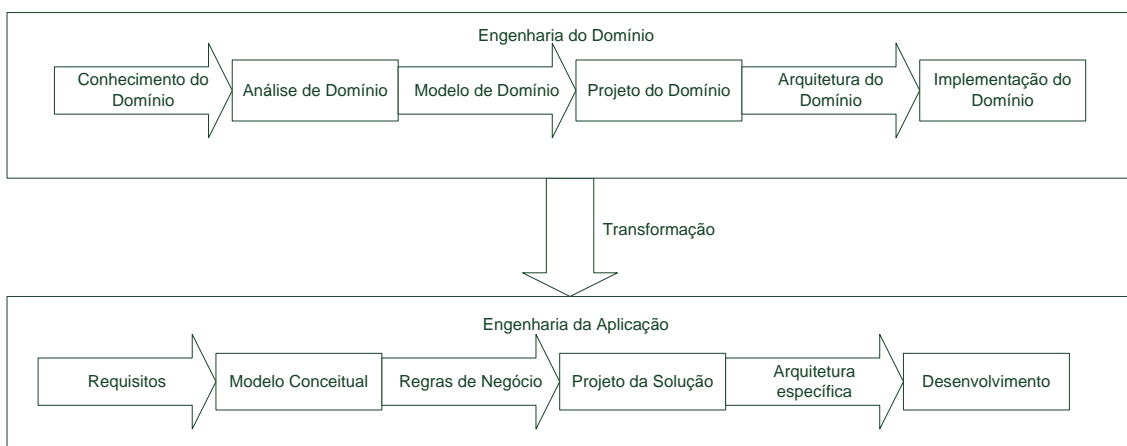 Engenharia do Domínio
Conhecimento do
Domínio
Análise de Domínio
Modelo de Domínio
Projeto do Domínio
Arquitetura do
Domínio
Implementação do
Domínio
Transformação
Engenharia da Aplicação
Requisitos
Modelo Conceitual
Regras de Negócio
Projeto da Solução
Arquitetura
específica
Desenvolvimento